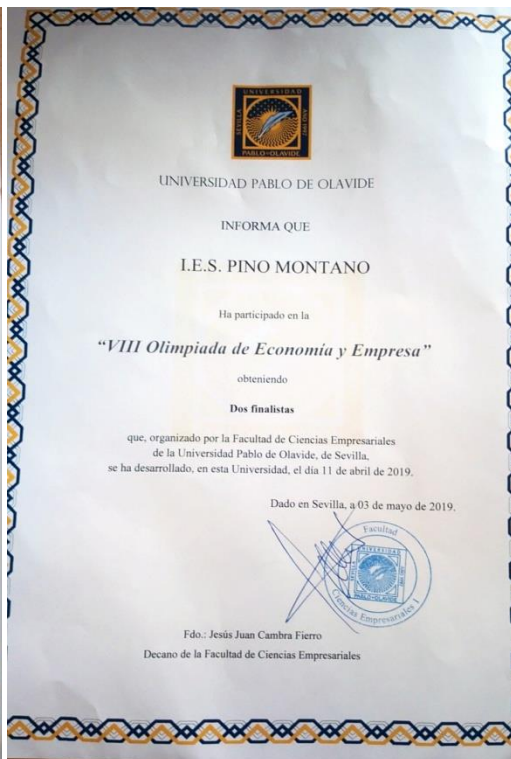 UNIVERSIDAD
SEVILLA
PABLO·OLAVIDE
UNIVERSIDAD PABLO DE OLAVIDE
INFORMA QUE
I.E.S. PINO MONTANO
Ha participado en la
“VIII Olimpiada de Economía y Empresa”
obteniendo
Dos finalistas
que, organizado por la Facultad de Ciencias Empresariales
de la Universidad Pablo de Olavide, de Sevilla,
se ha desarrollado, en esta Universidad, el día 11 de abril de 2019.
Dado en Sevilla, a 03 de mayo de 2019.
Facultad
UNIVERSIDAD
Ciencias Empresariales 1
Fdo.: Jesús Juan Cambra Fierro
Decano de la Facultad de Ciencias Empresariales